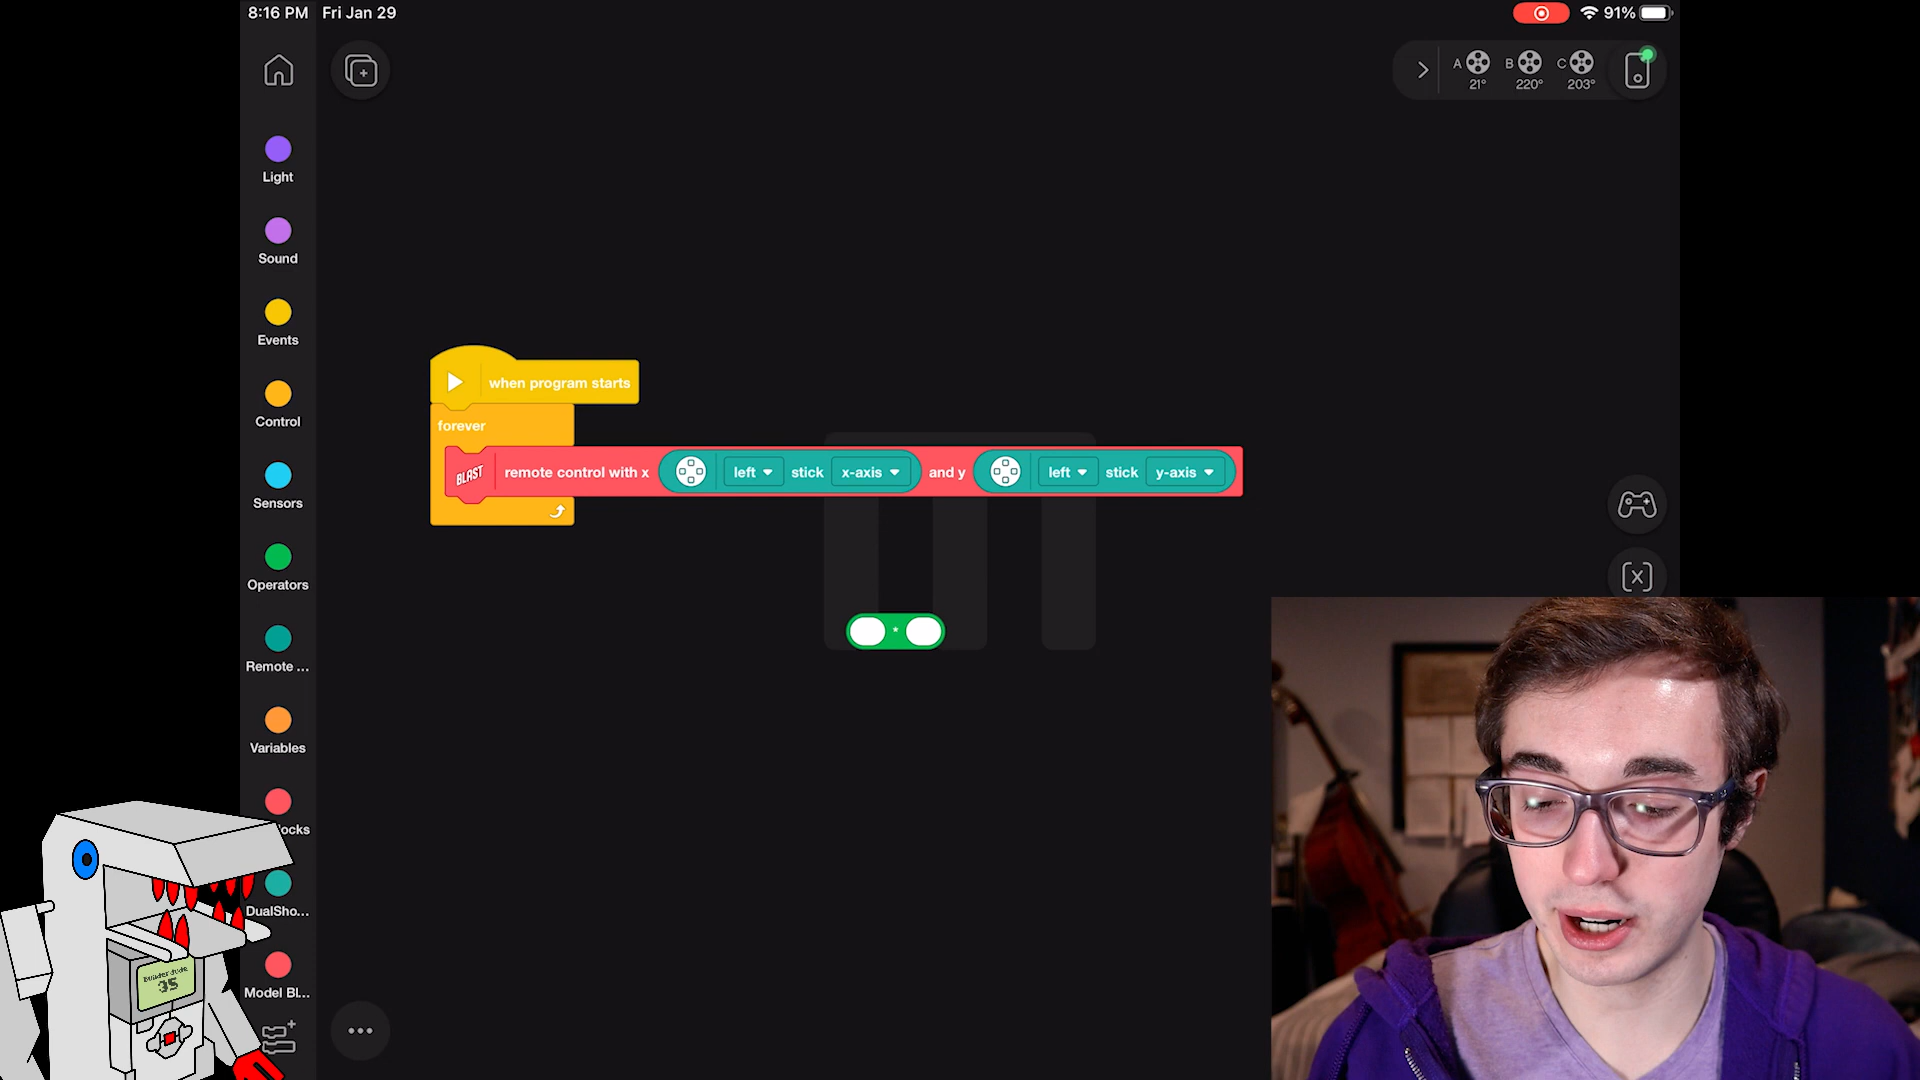 8:16 PM Fri Jan 29
91%
A B C
21° 220° 203°
Light
Sound
Events
Control
Sensors
Operators
Remote ...
Variables
ocks
DualSho...
Model Bl...
when program starts
forever
BLAST remote control with x left stick x-axis and y left stick y-axis
*
[x]
Builder dude
35